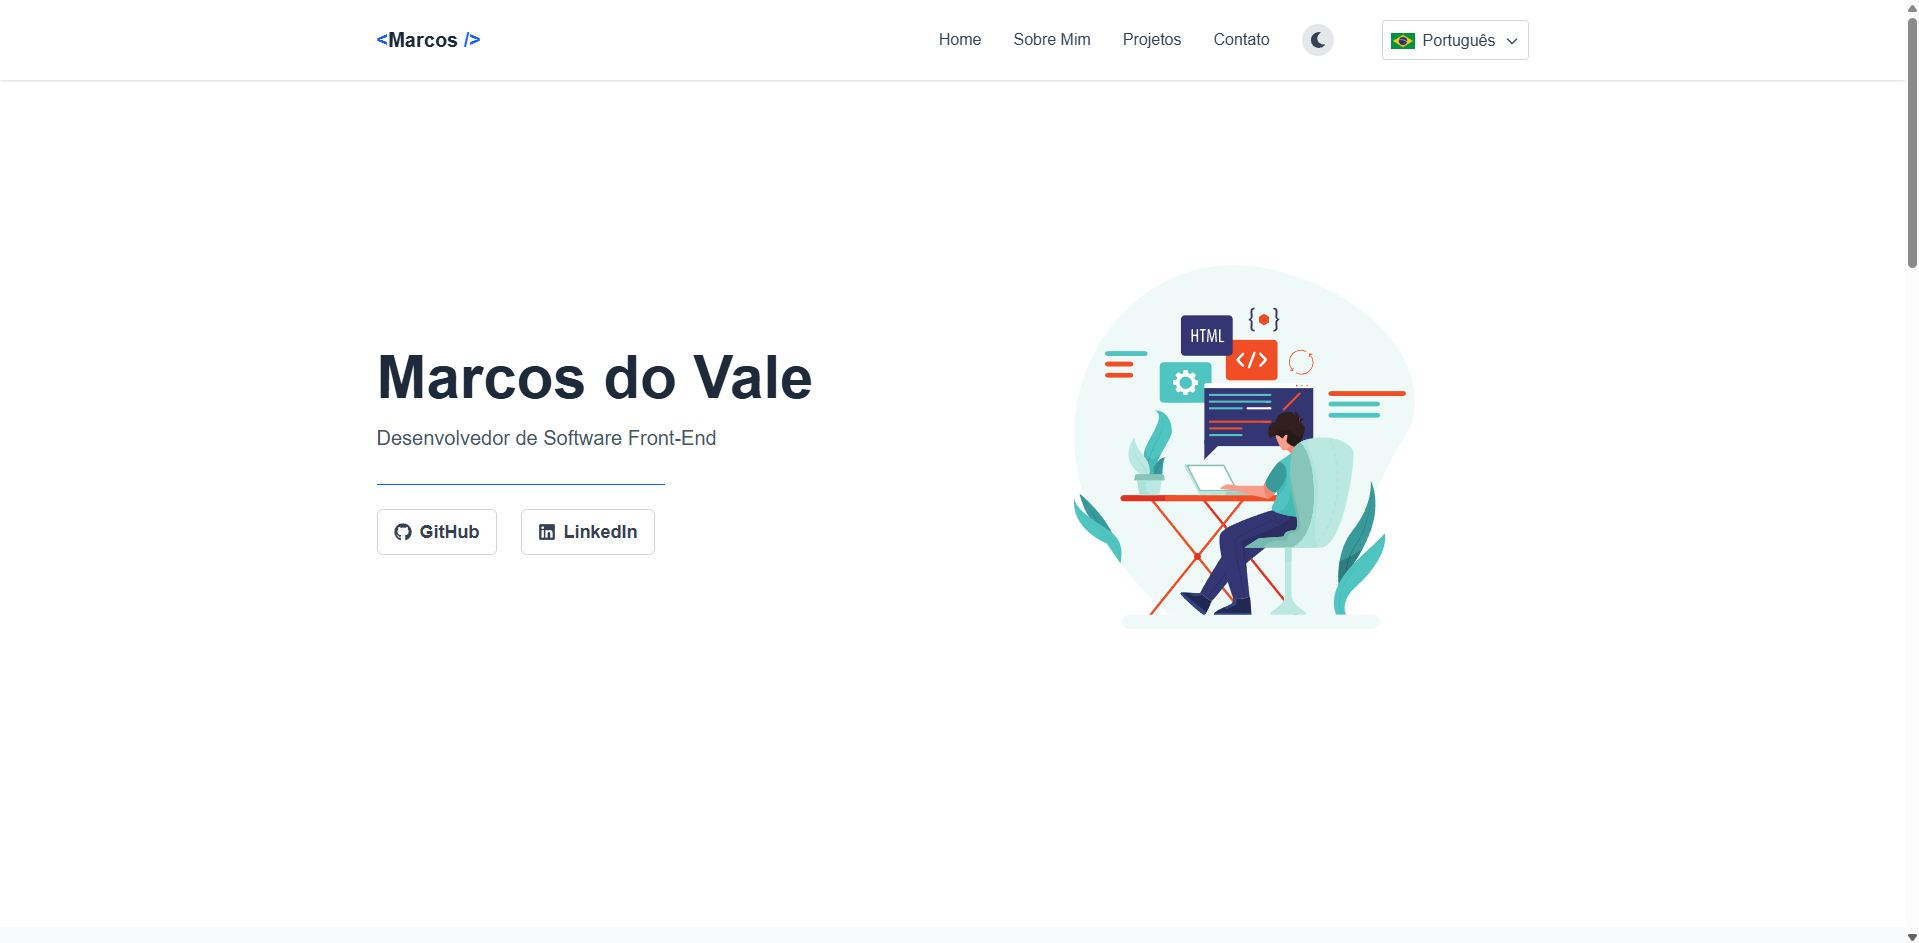 <Marcos />
Home Sobre Mim Projetos Contato Português
HTML
{ }
</>
Marcos do Vale
Desenvolvedor de Software Front-End
GitHub LinkedIn